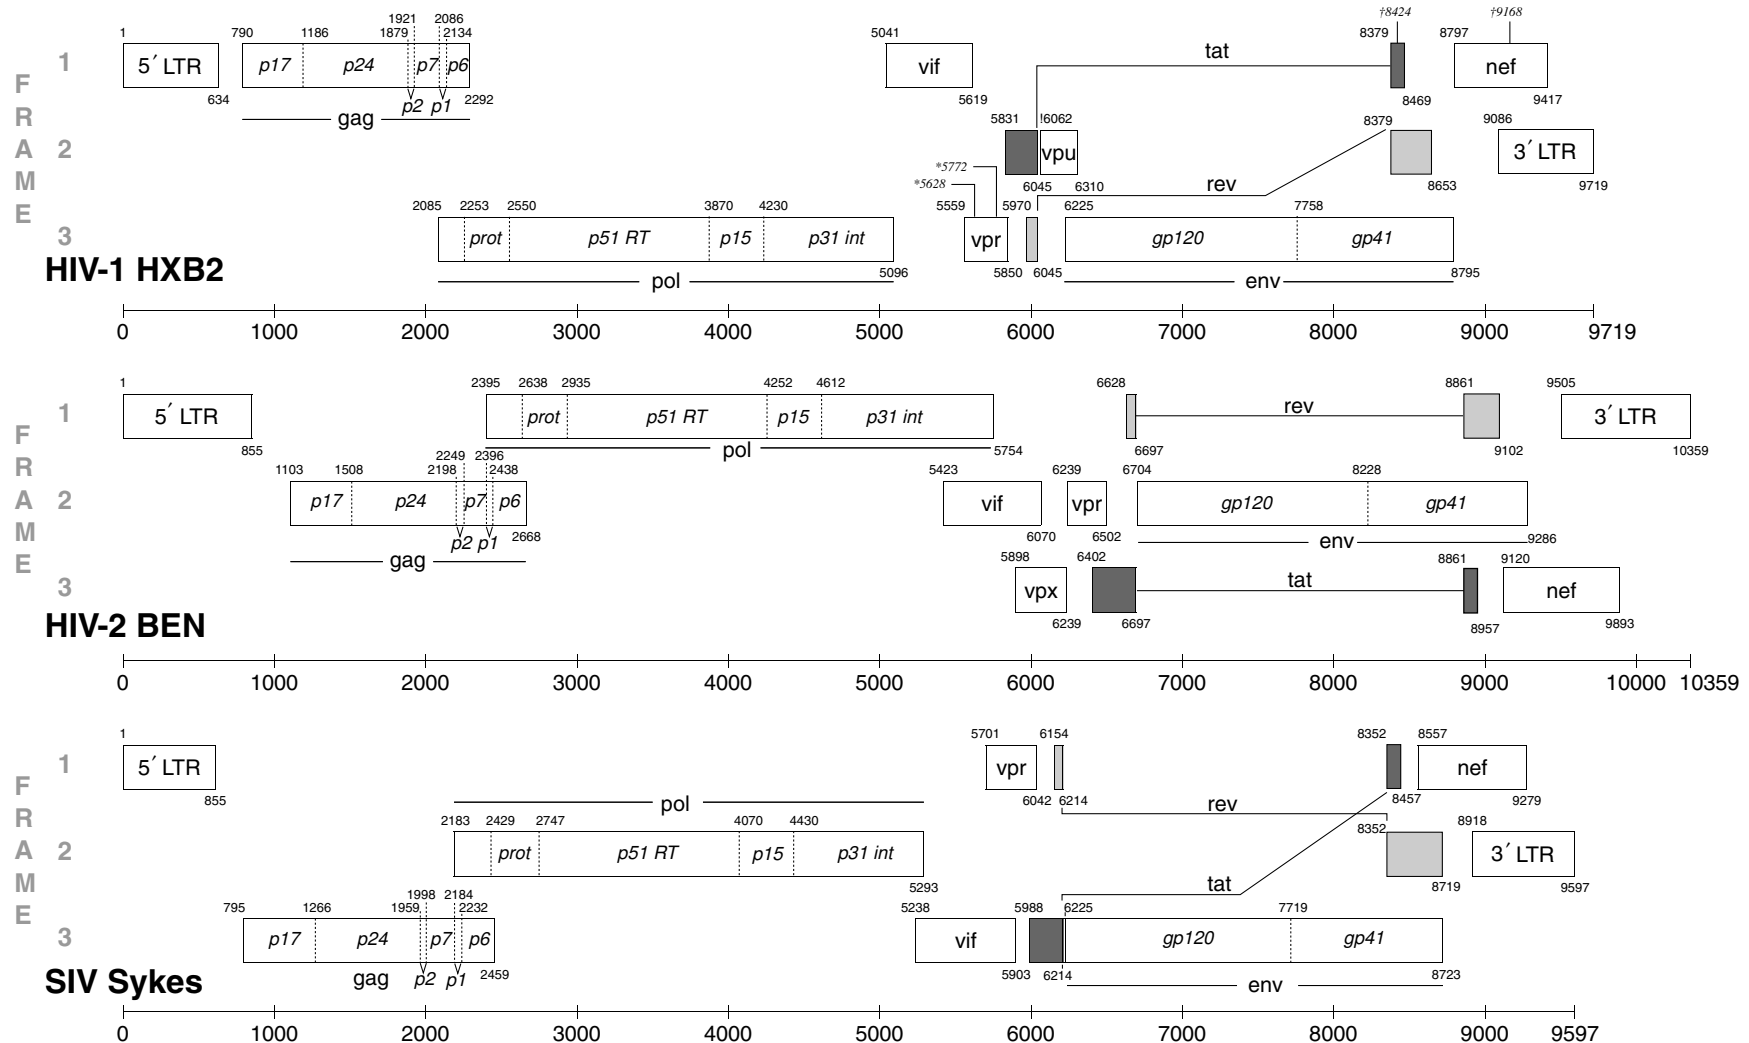 †8424 †9168
1921 2086
1 790 1186 1879 2134 5041 8379 8797
1 5′ LTR p17 p24 p7 p6 vif tat nef
634 p2 p1 2292 gag 5619 8469 9417
5831 !6062 8379 9086
2 vpu 3′ LTR
*5772
*5628 6045 6310 rev 8653 9719
2085 2253 2550 3870 4230 5559 5970 6225 7758
3 prot p51 RT p15 p31 int vpr gp120 gp41
FRAME
HIV-1 HXB2 pol 5096 5850 6045 env 8795
0 1000 2000 3000 4000 5000 6000 7000 8000 9000 9719
1 2395 2638 2935 4252 4612 6628 8861 9505
1 5′ LTR prot p51 RT p15 p31 int rev 3′ LTR
855 pol 5754 6697 9102 10359
2249 2396
1103 1508 2198 2438 5423 6239 6704 8228
2 p17 p24 p7 p6 vif vpr gp120 gp41
p2 p1 2668 gag 6070 6502 env 9286
5898 6402 8861 9120
3 vpx tat nef
FRAME
HIV-2 BEN 6239 6697 8957 9893
0 1000 2000 3000 4000 5000 6000 7000 8000 9000 10000 10359
1 5701 6154 8352 8557
1 5′ LTR vpr nef
855 pol 6042 6214 rev 8457 9279
2183 2429 2747 4070 4430 8352 8918
2 prot p51 RT p15 p31 int 3′ LTR
5293 tat 8719 9597
1998 2184
795 1266 1959 2232 5238 5988 6225 7719
3 p17 p24 p7 p6 vif gp120 gp41
FRAME
SIV Sykes gag p2 p1 2459 5903 6214 env 8723
0 1000 2000 3000 4000 5000 6000 7000 8000 9000 9597